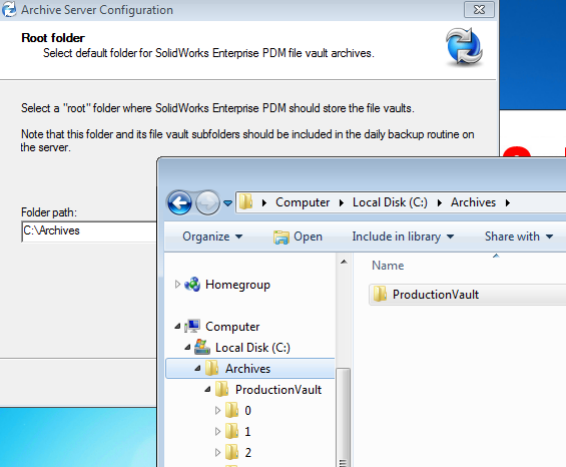 Archive Server Configuration
Root folder
Select default folder for SolidWorks Enterprise PDM file vault archives.
Select a "root" folder where SolidWorks Enterprise PDM should store the file vaults.
Note that this folder and its file vault subfolders should be included in the daily backup routine on
the server.
Folder path:
C:\Archives
Computer Local Disk (C:) Archives
Organize Open Include in library Share with
Name
Homegroup
ProductionVault
Computer
Local Disk (C:)
Archives
ProductionVault
0
1
2